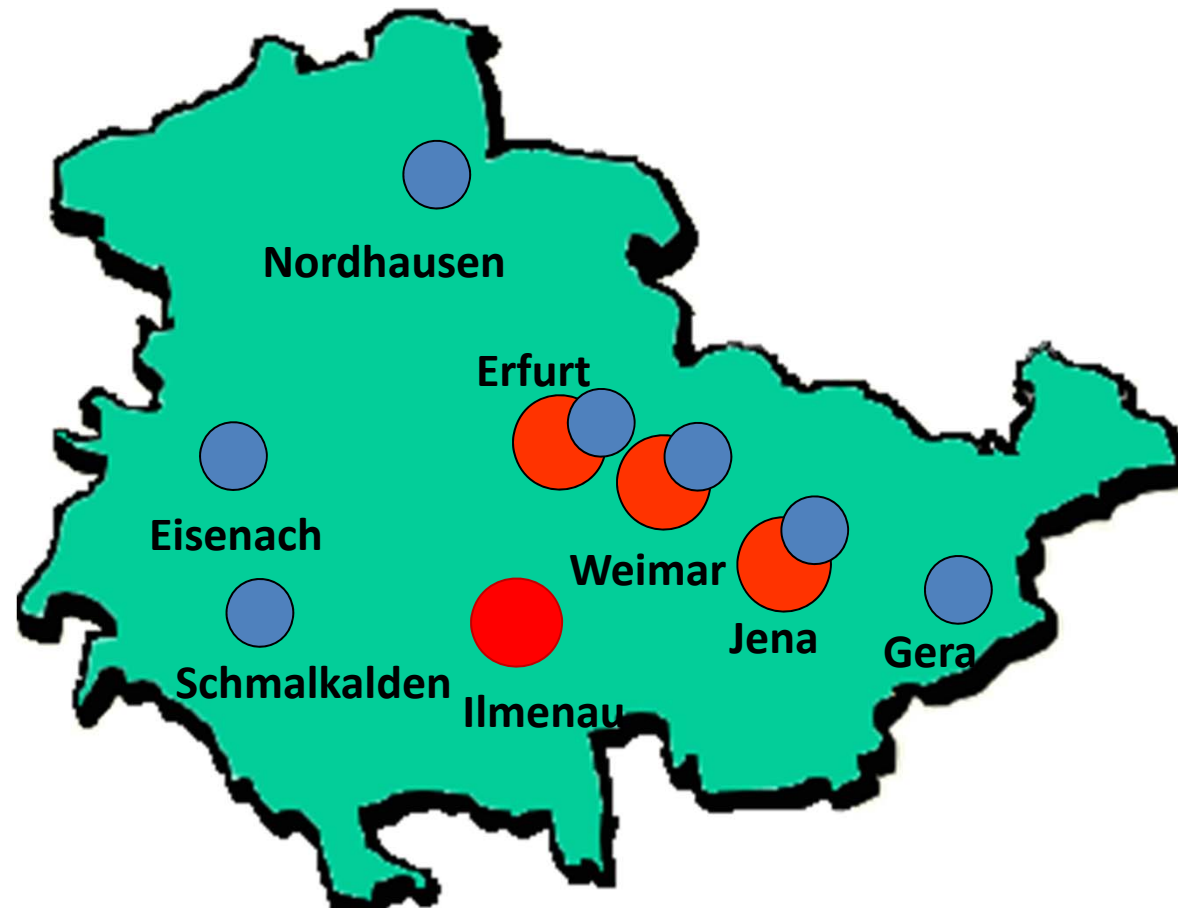 Nordhausen
Erfurt
Eisenach
Weimar
Jena
Gera
Schmalkalden
Ilmenau